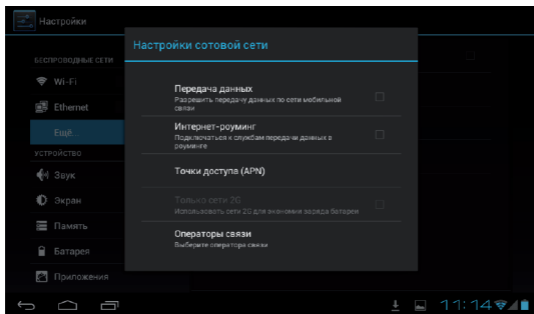 Настройки
Настройки сотовой сети
БЕСПРОВОДНЫЕ СЕТИ
Wi-Fi
Ethernet
Ещё...
УСТРОЙСТВО
Звук
Экран
Память
Батарея
Приложения
Передача данных
Разрешить передачу данных по сети мобильной
связи
Интернет-роуминг
Подключаться к службам передачи данных в
роуминге
Точки доступа (APN)
Только сети 2G
Использовать сети 2G для экономии заряда батареи
Операторы связи
Выберите оператора связи
11:14